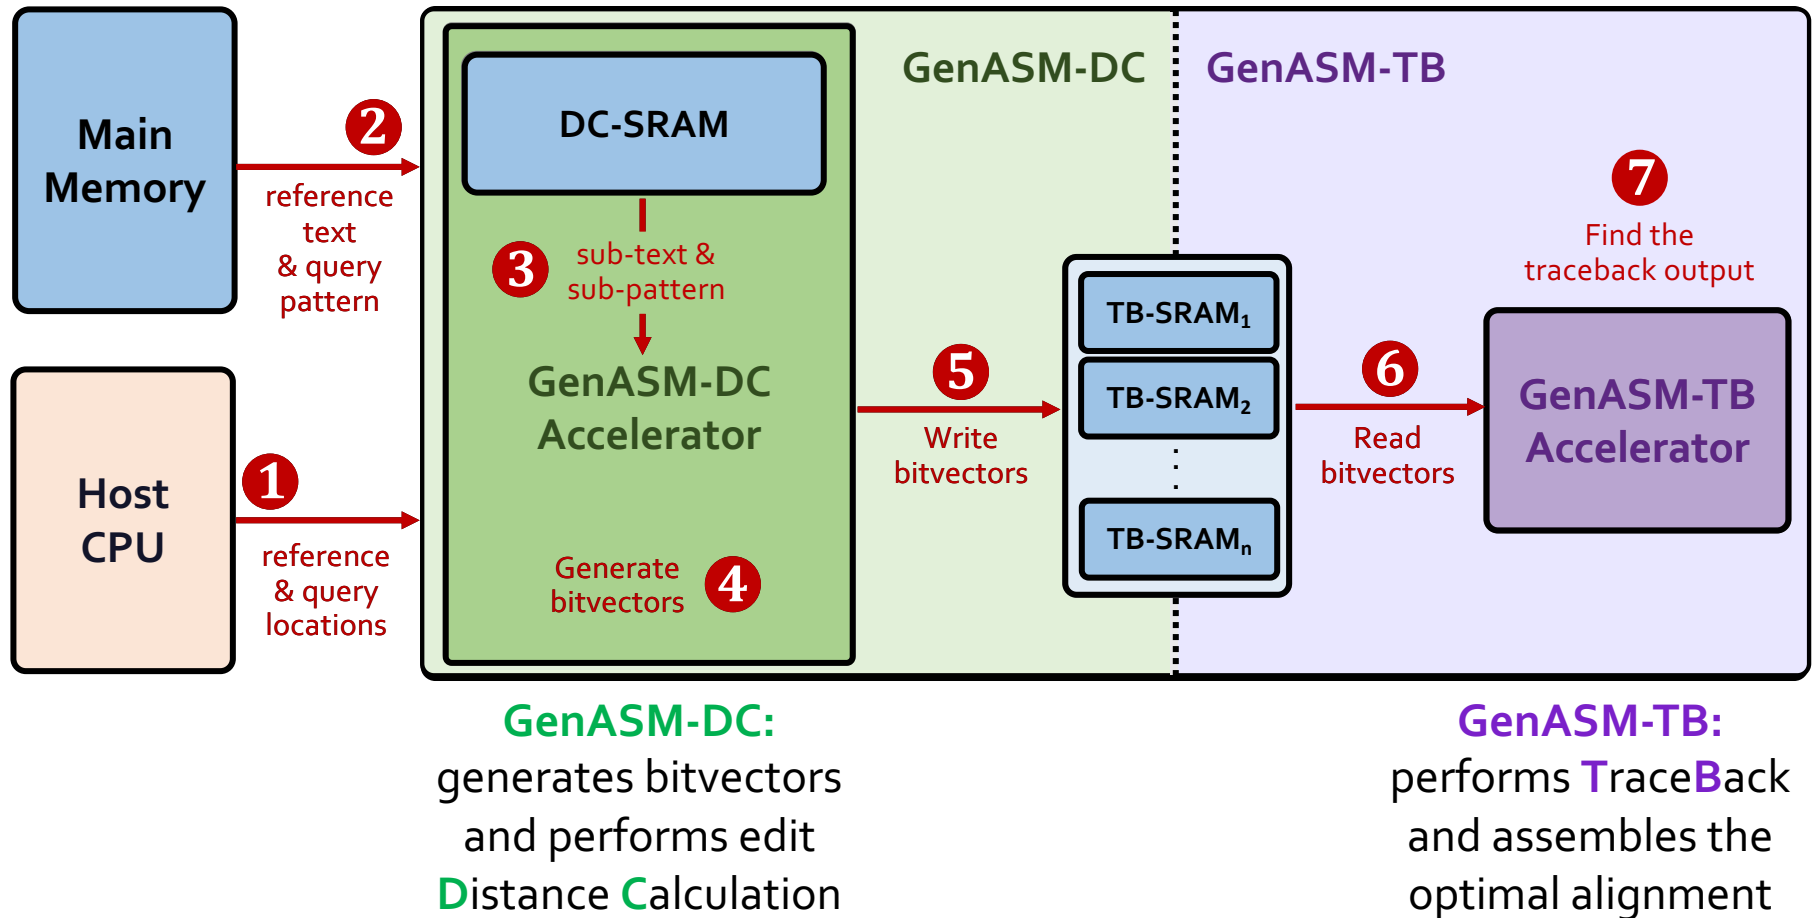 Main
Memory
2
reference
text
& query
pattern
Host
CPU
1
reference
& query
locations
GenASM-DC
DC-SRAM
3
sub-text &
sub-pattern
GenASM-DC
Accelerator
Generate
bitvectors
4
5
Write
bitvectors
TB-SRAM₁
TB-SRAM₂
⋮
TB-SRAMₙ
GenASM-TB
6
Read
bitvectors
7
Find the
traceback output
GenASM-TB
Accelerator
GenASM-DC:
generates bitvectors
and performs edit
Distance Calculation
GenASM-TB:
performs TraceBack
and assembles the
optimal alignment